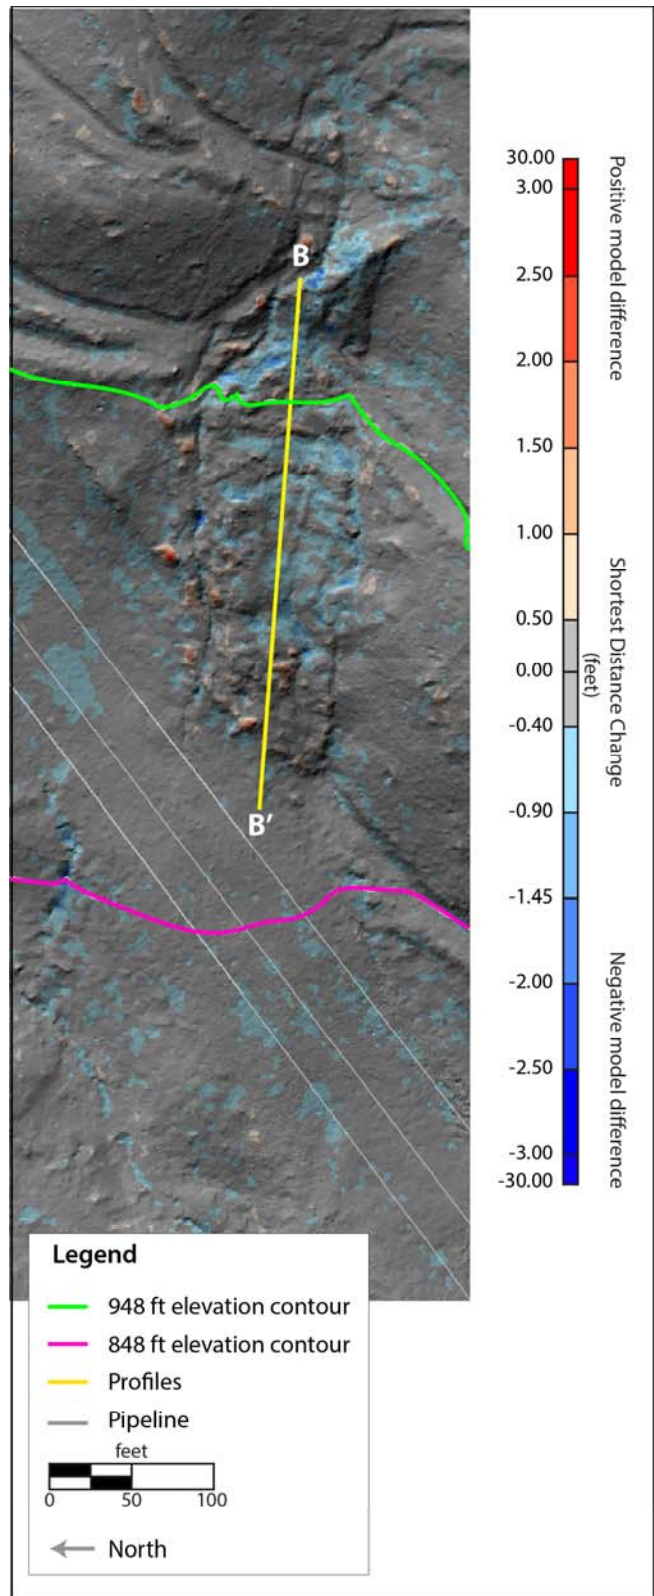 B
B′
30.00
3.00
2.50
2.00
1.50
1.00
0.50
0.00
-0.40
-0.90
-1.45
-2.00
-2.50
-3.00
-30.00
Positive model difference
Shortest Distance Change
(feet)
Negative model difference
Legend
948 ft elevation contour
848 ft elevation contour
Profiles
Pipeline
feet
0 50 100
North